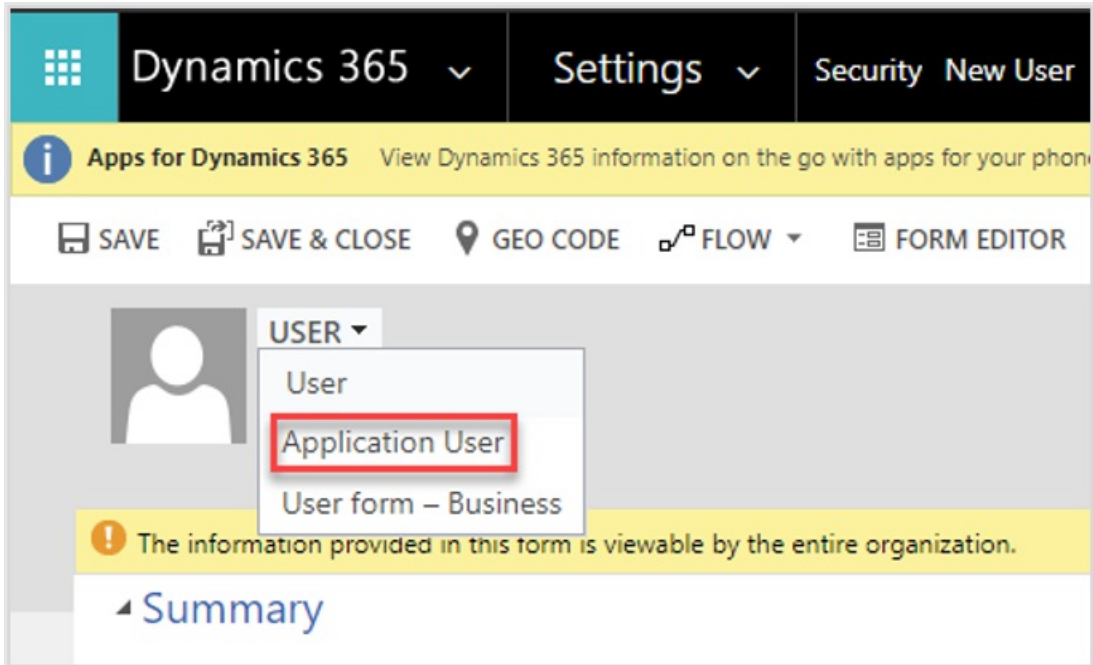 Dynamics 365 Settings Security New User
Apps for Dynamics 365 View Dynamics 365 information on the go with apps for your phon
SAVE SAVE & CLOSE GEO CODE FLOW FORM EDITOR
USER
User
Application User
User form – Business
The information provided in this form is viewable by the entire organization.
Summary